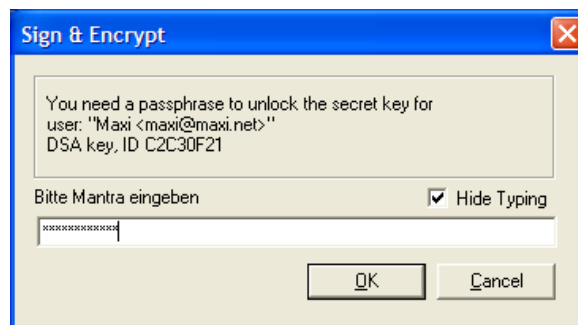 Sign & Encrypt
You need a passphrase to unlock the secret key for
user: "Maxi <maxi@maxi.net>"
DSA key, ID C2C30F21
Bitte Mantra eingeben
Hide Typing
************
OK
Cancel